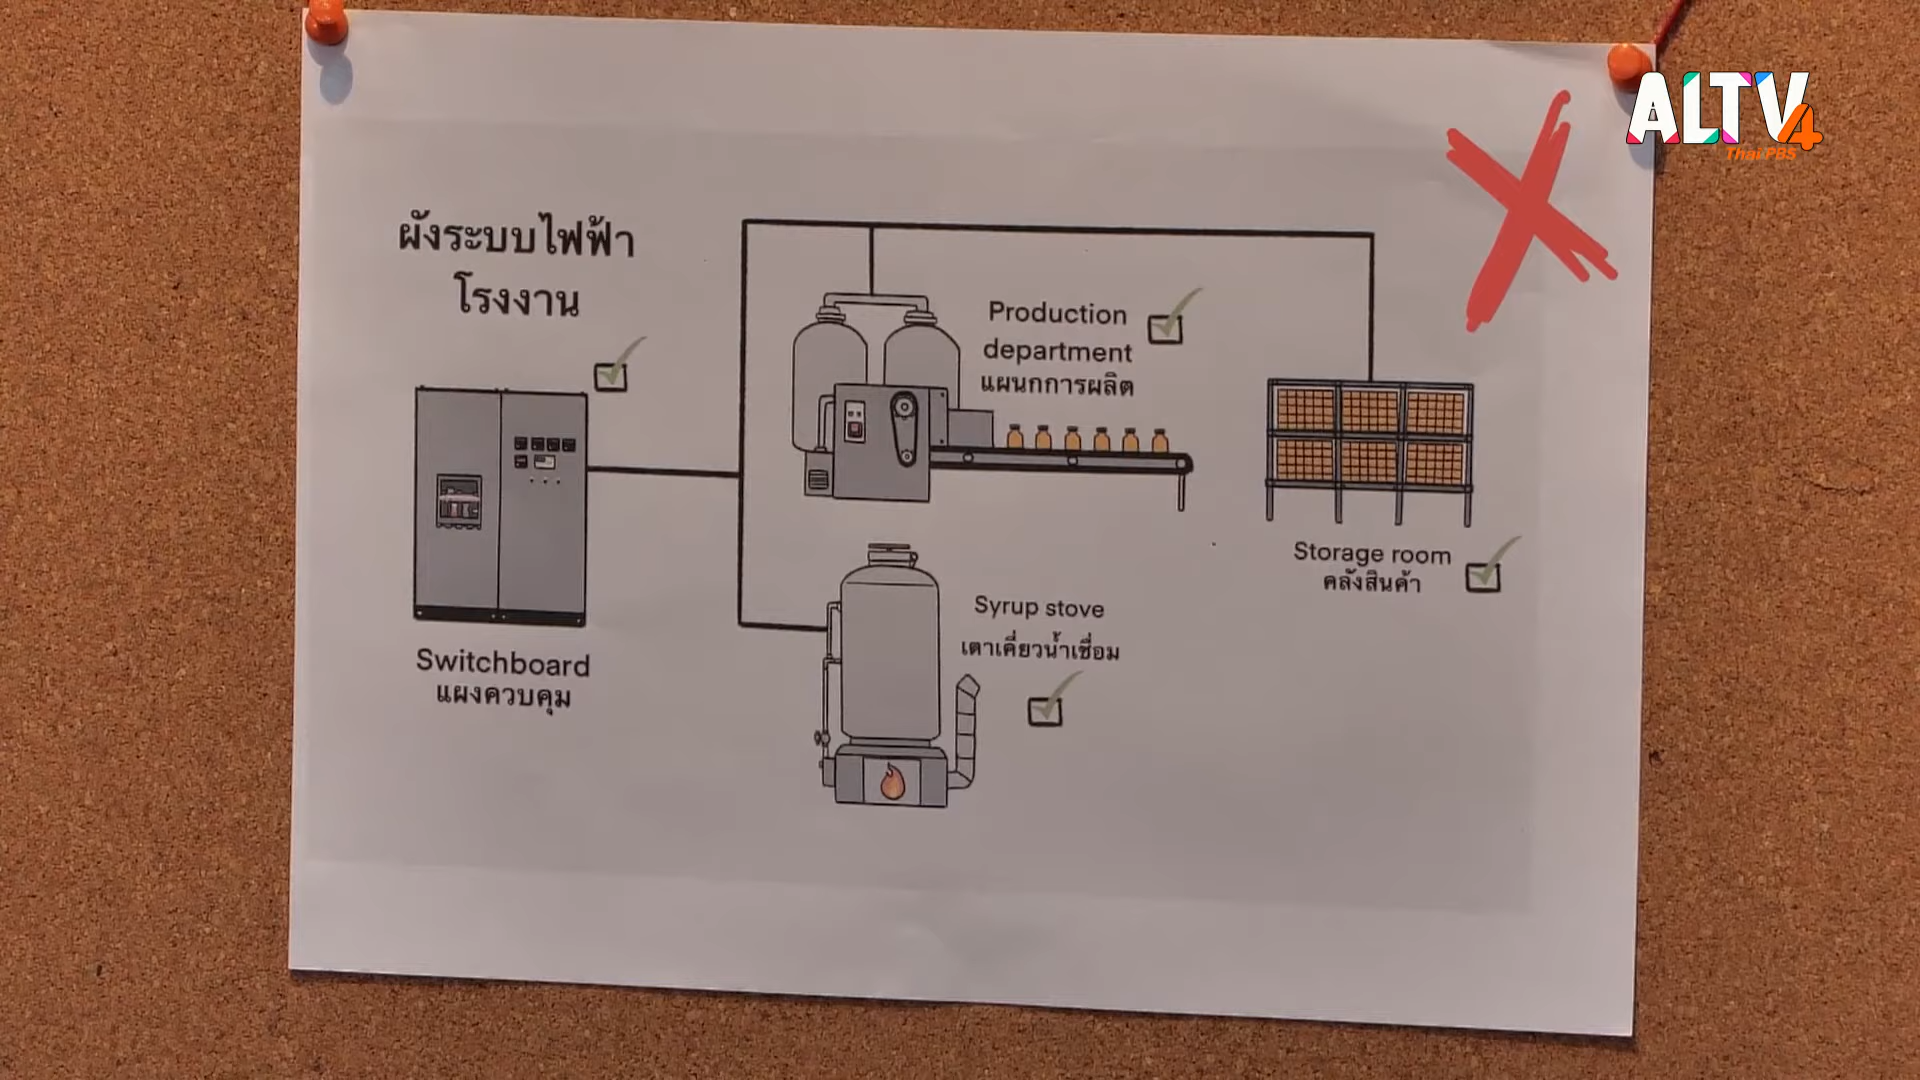 ALTV4
Thai PBS
ผังระบบไฟฟ้า
โรงงาน
Production
department
แผนกการผลิต
Storage room
คลังสินค้า
Syrup stove
เตาเคี่ยวน้ำเชื่อม
Switchboard
แผงควบคุม